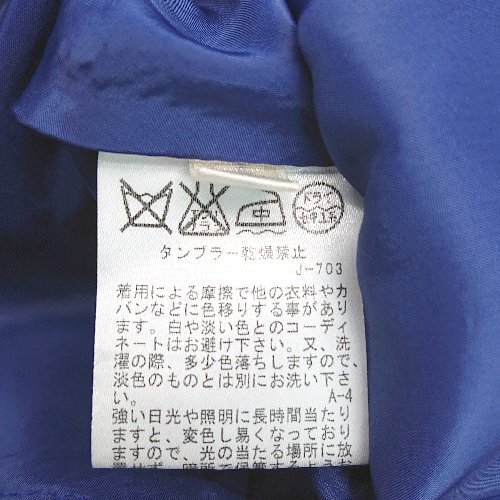 中
ドライ
セキユ系
タンブラー乾燥禁止
J-703
着用による摩擦で他の衣料やカ
バンなどに色移りする事があり
ます。白や淡い色とのコーディ
ネートはお避け下さい。又、洗
濯の際、多少色落ちしますので、
淡色のものとは別にお洗い下さ
い。 A-4
強い日光や照明に長時間当たり
ますと、変色し易くなっており
ますので、光の当たる場所に放